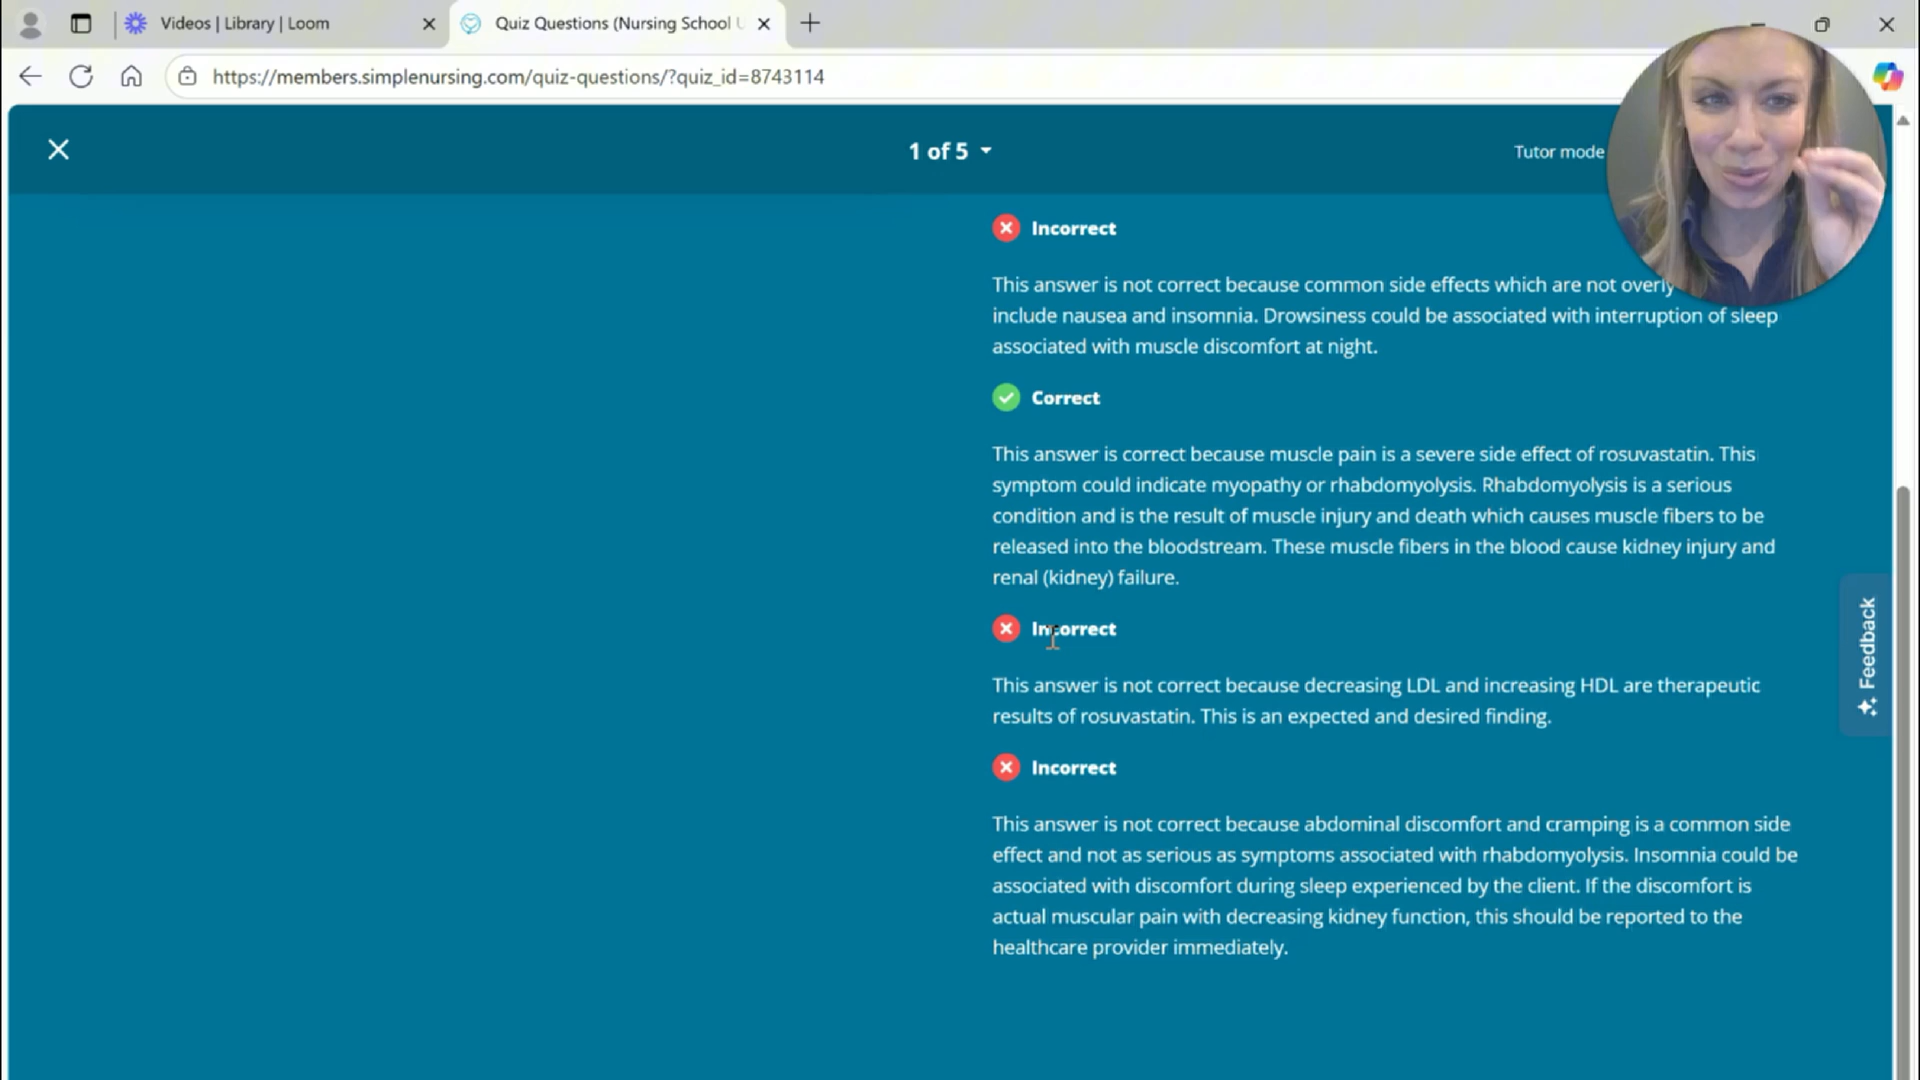 Videos | Library | Loom
Quiz Questions (Nursing School U
https://members.simplenursing.com/quiz-questions/?quiz_id=8743114
1 of 5
Tutor mode
Incorrect
This answer is not correct because common side effects which are not overly
include nausea and insomnia. Drowsiness could be associated with interruption of sleep
associated with muscle discomfort at night.
Correct
This answer is correct because muscle pain is a severe side effect of rosuvastatin. This
symptom could indicate myopathy or rhabdomyolysis. Rhabdomyolysis is a serious
condition and is the result of muscle injury and death which causes muscle fibers to be
released into the bloodstream. These muscle fibers in the blood cause kidney injury and
renal (kidney) failure.
Incorrect
This answer is not correct because decreasing LDL and increasing HDL are therapeutic
results of rosuvastatin. This is an expected and desired finding.
Incorrect
This answer is not correct because abdominal discomfort and cramping is a common side
effect and not as serious as symptoms associated with rhabdomyolysis. Insomnia could be
associated with discomfort during sleep experienced by the client. If the discomfort is
actual muscular pain with decreasing kidney function, this should be reported to the
healthcare provider immediately.
Feedback